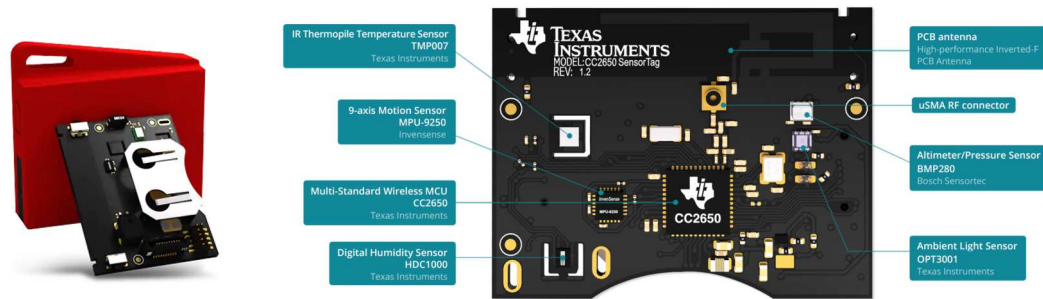 IR Thermopile Temperature Sensor
TMP007
Texas Instruments
9-axis Motion Sensor
MPU-9250
Invensense
Multi-Standard Wireless MCU
CC2650
Texas Instruments
Digital Humidity Sensor
HDC1000
Texas Instruments
TEXAS
INSTRUMENTS
MODEL:CC2650 SensorTag
REV: 1.2
InvenSense
MPU-9250
CC2650
PCB antenna
High-performance Inverted-F
PCB Antenna
uSMA RF connector
Altimeter/Pressure Sensor
BMP280
Bosch Sensortec
Ambient Light Sensor
OPT3001
Texas Instruments